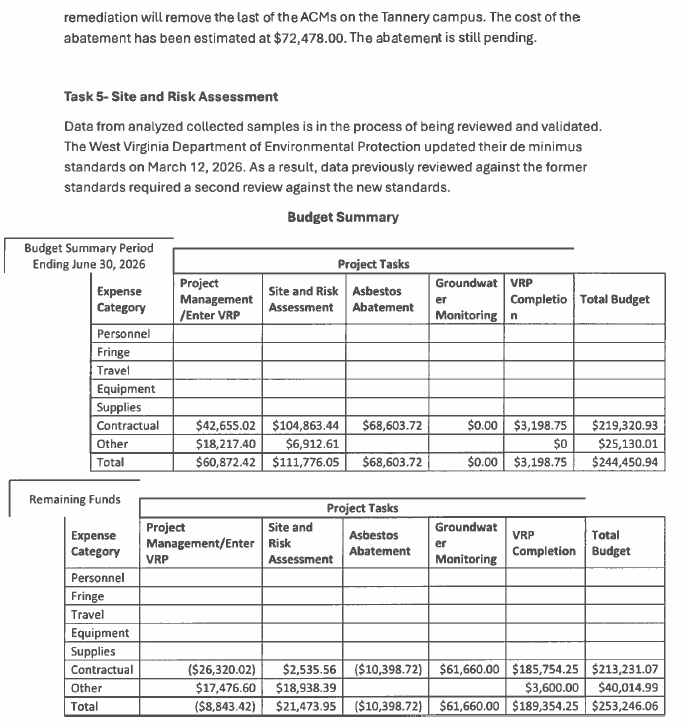 remediation will remove the last of the ACMs on the Tannery campus. The cost of the
abatement has been estimated at $72,478.00. The abatement is still pending.
Task 5- Site and Risk Assessment
Data from analyzed collected samples is in the process of being reviewed and validated.
The West Virginia Department of Environmental Protection updated their de minimus
standards on March 12, 2026. As a result, data previously reviewed against the former
standards required a second review against the new standards.
Budget Summary
Budget Summary Period
Ending June 30, 2026
Project Tasks
Expense Category | Project Management /Enter VRP | Site and Risk Assessment | Asbestos Abatement | Groundwat er Monitoring | VRP Completio n | Total Budget
Personnel
Fringe
Travel
Equipment
Supplies
Contractual $42,655.02 $104,863.44 $68,603.72 $0.00 $3,198.75 $219,320.93
Other $18,217.40 $6,912.61 $0 $25,130.01
Total $60,872.42 $111,776.05 $68,603.72 $0.00 $3,198.75 $244,450.94
Remaining Funds
Project Tasks
Expense Category | Project Management/Enter VRP | Site and Risk Assessment | Asbestos Abatement | Groundwat er Monitoring | VRP Completion | Total Budget
Personnel
Fringe
Travel
Equipment
Supplies
Contractual ($26,320.02) $2,535.56 ($10,398.72) $61,660.00 $185,754.25 $213,231.07
Other $17,476.60 $18,938.39 $3,600.00 $40,014.99
Total ($8,843.42) $21,473.95 ($10,398.72) $61,660.00 $189,354.25 $253,246.06